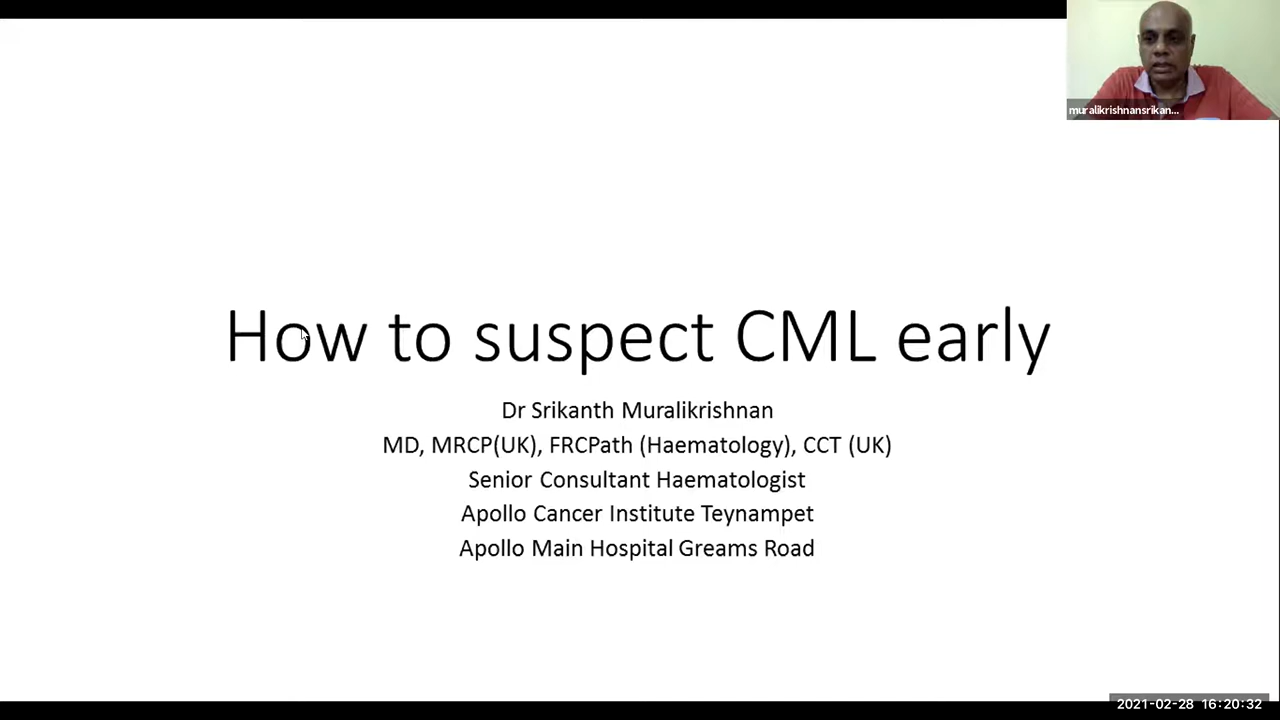 muralikrishnansrikan...
How to suspect CML early
Dr Srikanth Muralikrishnan
MD, MRCP(UK), FRCPath (Haematology), CCT (UK)
Senior Consultant Haematologist
Apollo Cancer Institute Teynampet
Apollo Main Hospital Greams Road
2021-02-28 16:20:32